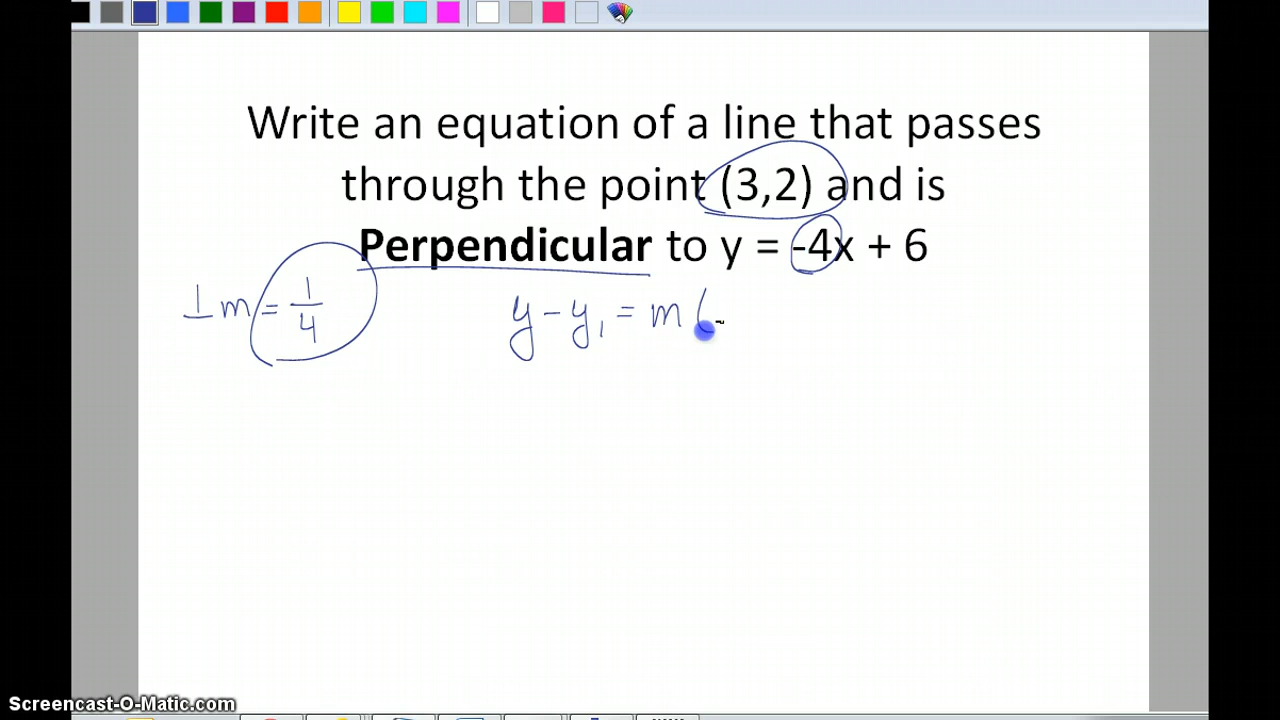 Write an equation of a line that passes
through the point (3,2) and is
Perpendicular to y = -4x + 6
⊥m = 1/4
y - y₁ = m (
Screencast-O-Matic.com